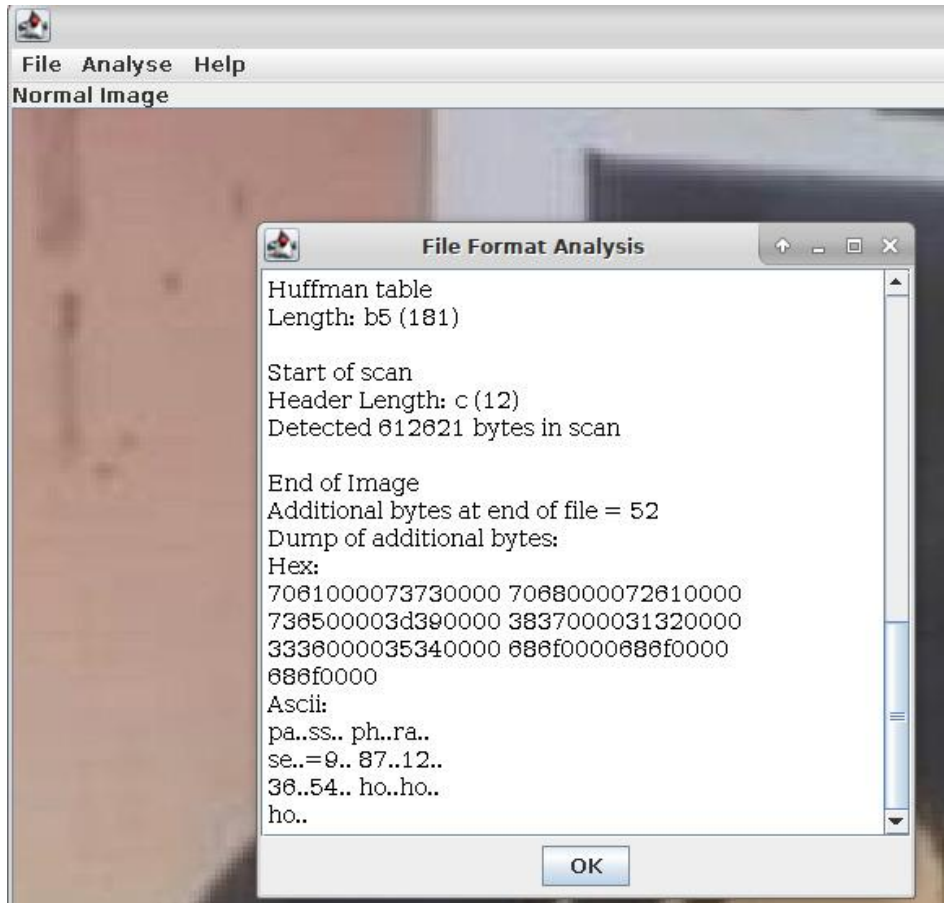 File Analyse Help
Normal Image
File Format Analysis
Huffman table
Length: b5 (181)
Start of scan
Header Length: c (12)
Detected 612621 bytes in scan
End of Image
Additional bytes at end of file = 52
Dump of additional bytes:
Hex:
7061000073730000 7068000072610000
736500003d390000 3837000031320000
3336000035340000 686f0000686f0000
686f0000
Ascii:
pa..ss.. ph..ra..
se..=9.. 87..12..
36..54.. ho..ho..
ho..
OK